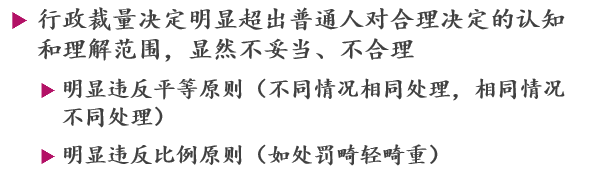 行政裁量决定明显超出普通人对合理决定的认知
和理解范围，显然不妥当、不合理
明显违反平等原则（不同情况相同处理，相同情况
不同处理）
明显违反比例原则（如处罚畸轻畸重）